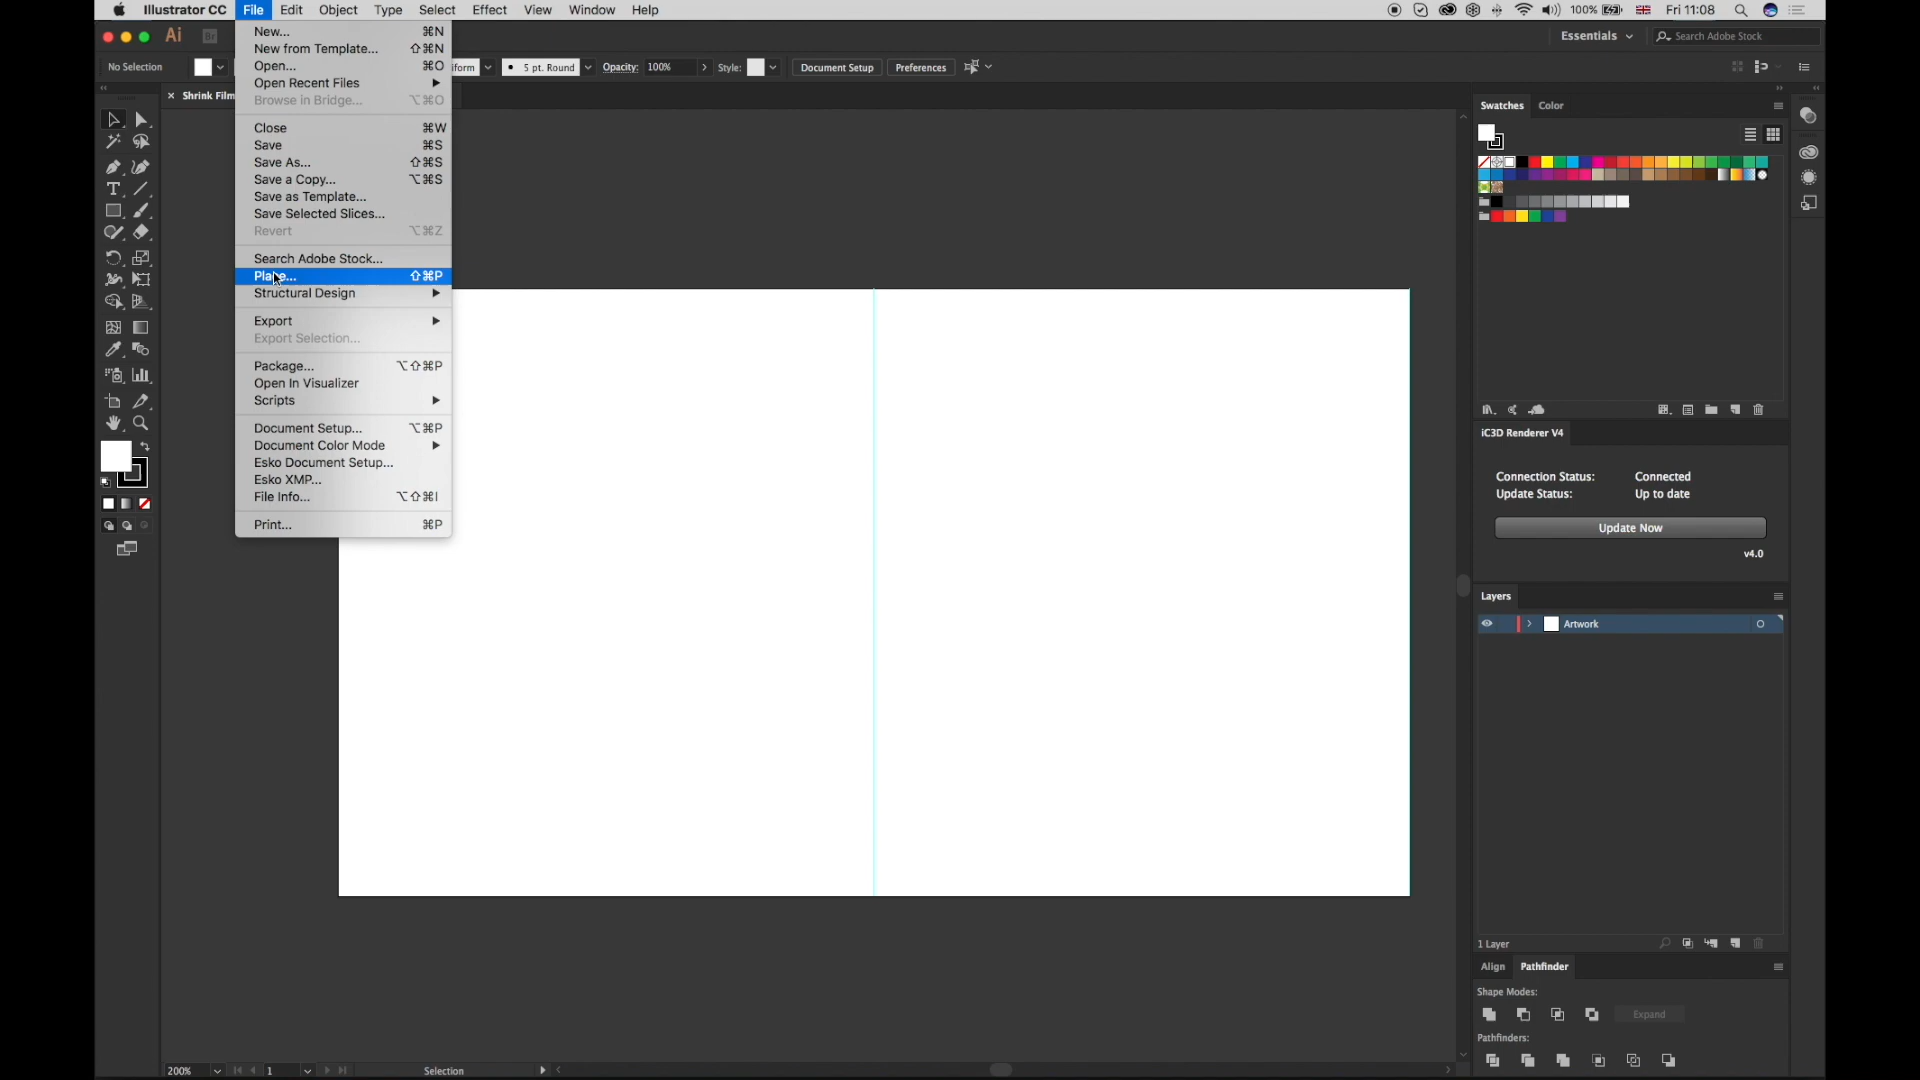 Illustrator CC File Edit Object Type Select Effect View Window Help 100% Fri 11:08
Ai Br Essentials Search Adobe Stock
No Selection iform 5 pt. Round Opacity: 100% Style: Document Setup Preferences
Shrink Film
New... ⌘N
New from Template... ⇧⌘N
Open... ⌘O
Open Recent Files
Browse in Bridge... ⌥⌘O
Close ⌘W
Save ⌘S
Save As... ⇧⌘S
Save a Copy... ⌥⌘S
Save as Template...
Save Selected Slices...
Revert ⌥⌘Z
Search Adobe Stock...
Place... ⇧⌘P
Structural Design
Export
Export Selection...
Package... ⌥⇧⌘P
Open In Visualizer
Scripts
Document Setup... ⌥⌘P
Document Color Mode
Esko Document Setup...
Esko XMP...
File Info... ⌥⇧⌘I
Print... ⌘P
Swatches Color
iC3D Renderer V4
Connection Status: Connected
Update Status: Up to date
Update Now
v4.0
Layers
Artwork
1 Layer
Align Pathfinder
Shape Modes:
Expand
Pathfinders:
200% 1 Selection